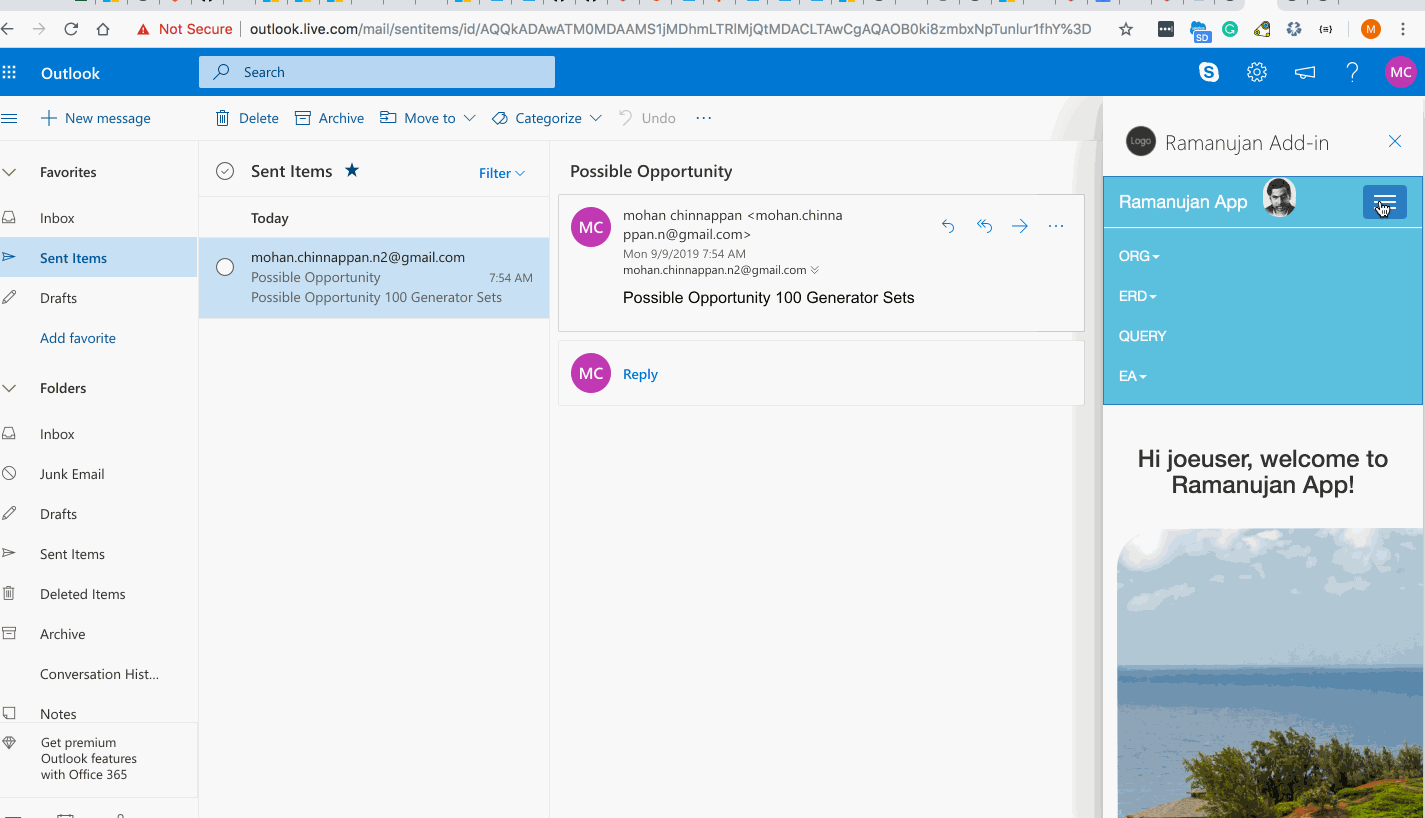 Not Secure
outlook.live.com/mail/sentitems/id/AQQkADAwATM0MDAAMS1jMDhmLTRlMjQtMDACLTAwCgAQAOB0ki8zmbxNpTunlur1fhY%3D
SD
M
Outlook
Search
MC
New message
Delete
Archive
Move to
Categorize
Undo
Favorites
Inbox
Sent Items
Drafts
Add favorite
Folders
Inbox
Junk Email
Drafts
Sent Items
Deleted Items
Archive
Conversation Hist...
Notes
Get premium
Outlook features
with Office 365
Sent Items
Filter
Today
mohan.chinnappan.n2@gmail.com
Possible Opportunity
7:54 AM
Possible Opportunity 100 Generator Sets
Possible Opportunity
MC
mohan chinnappan <mohan.chinna
ppan.n@gmail.com>
Mon 9/9/2019 7:54 AM
mohan.chinnappan.n2@gmail.com
Possible Opportunity 100 Generator Sets
MC
Reply
Logo
Ramanujan Add-in
Ramanujan App
ORG
ERD
QUERY
EA
Hi joeuser, welcome to
Ramanujan App!